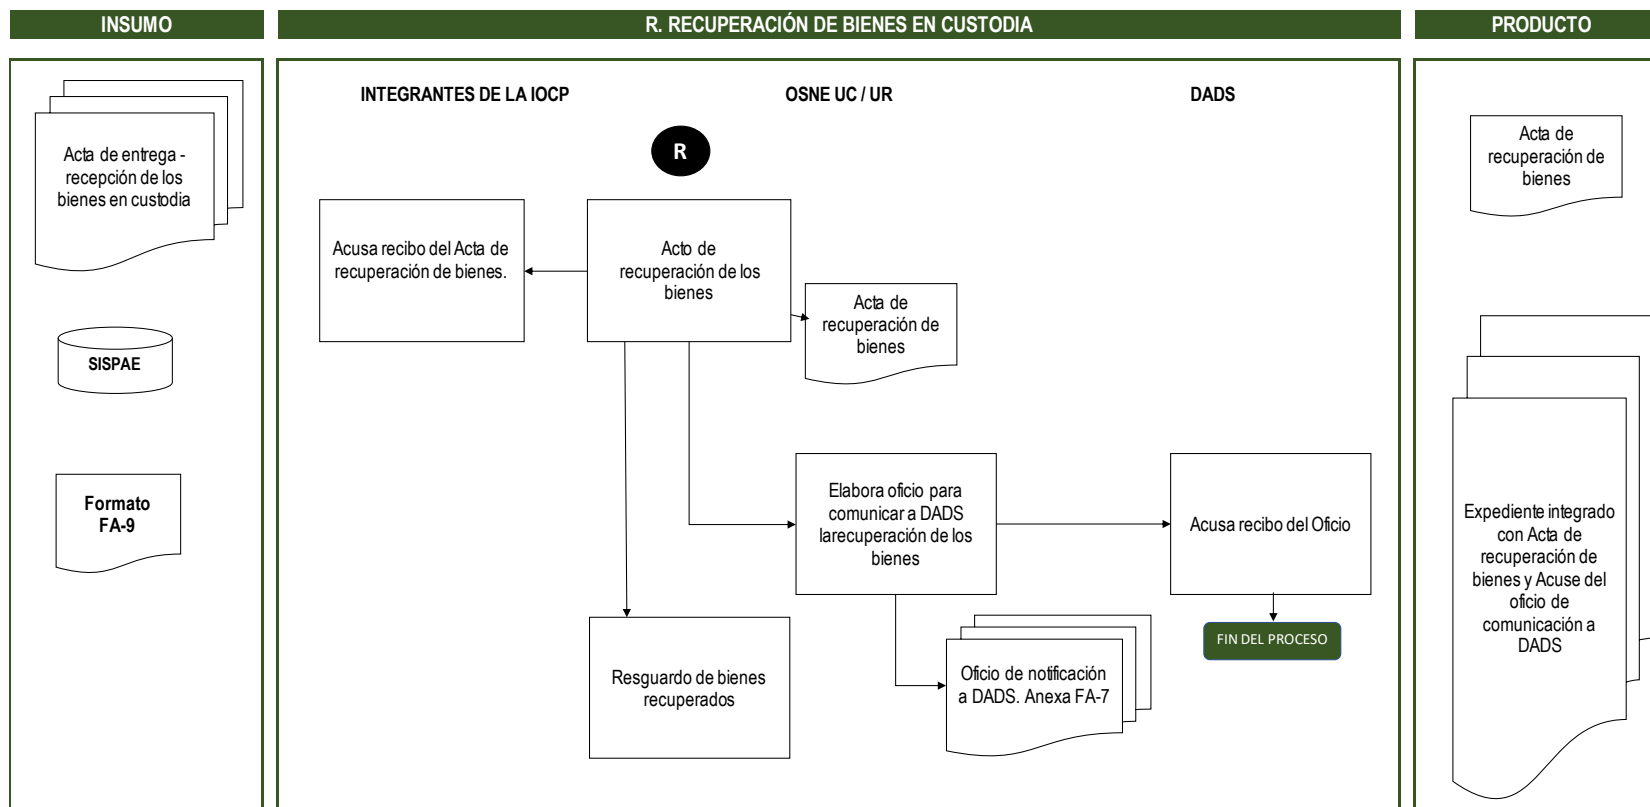 INSUMO
R. RECUPERACIÓN DE BIENES EN CUSTODIA
PRODUCTO
INTEGRANTES DE LA IOCP
OSNE UC / UR
DADS
R
Acta de entrega -
recepción de los
bienes en custodia
SISPAE
Formato
FA-9
Acusa recibo del Acta de
recuperación de bienes.
Acto de
recuperación de los
bienes
Acta de
recuperación de
bienes
Elabora oficio para
comunicar a DADS
larecuperación de los
bienes
Acusa recibo del Oficio
FIN DEL PROCESO
Resguardo de bienes
recuperados
Oficio de notificación
a DADS. Anexa FA-7
Acta de
recuperación de
bienes
Expediente integrado
con Acta de
recuperación de
bienes y Acuse del
oficio de
comunicación a
DADS